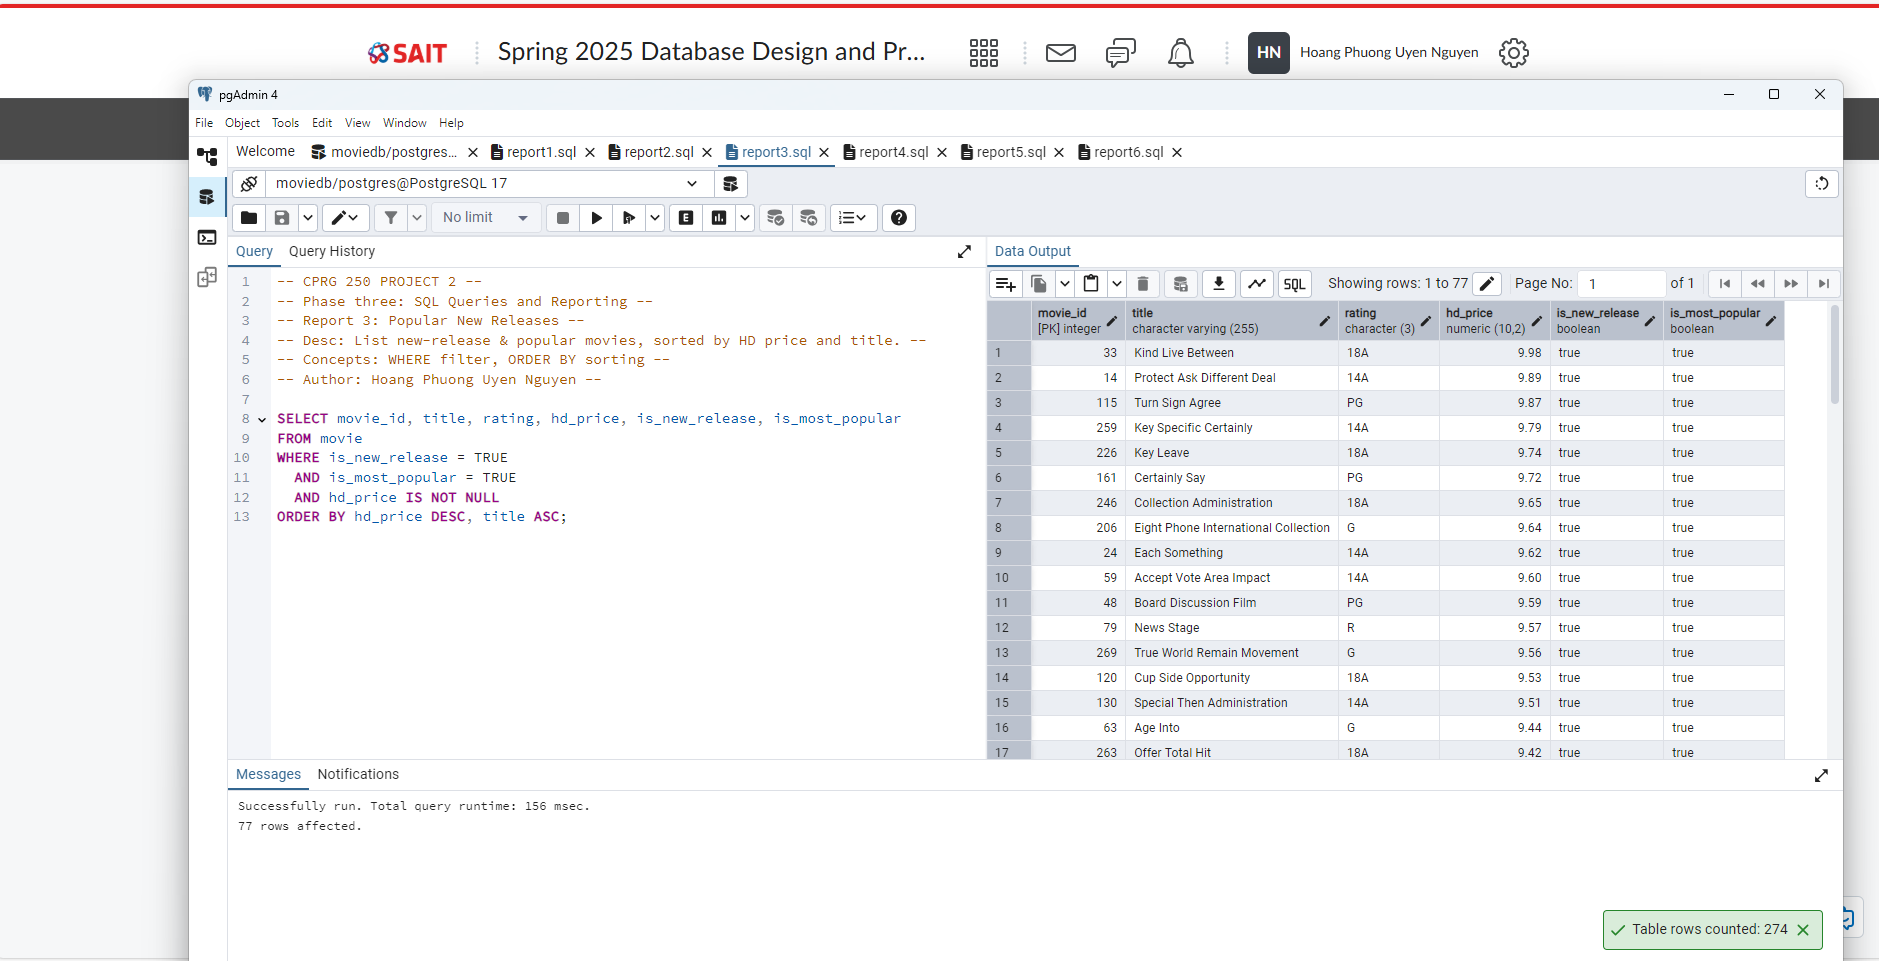 SAIT
Spring 2025 Database Design and Pr...
HN
Hoang Phuong Uyen Nguyen
pgAdmin 4
File Object Tools Edit View Window Help
Welcome moviedb/postgres... report1.sql report2.sql report3.sql report4.sql report5.sql report6.sql
moviedb/postgres@PostgreSQL 17
No limit
E
Query Query History
1 -- CPRG 250 PROJECT 2 --
2 -- Phase three: SQL Queries and Reporting --
3 -- Report 3: Popular New Releases --
4 -- Desc: List new-release & popular movies, sorted by HD price and title. --
5 -- Concepts: WHERE filter, ORDER BY sorting --
6 -- Author: Hoang Phuong Uyen Nguyen --
7
8 SELECT movie_id, title, rating, hd_price, is_new_release, is_most_popular
9 FROM movie
10 WHERE is_new_release = TRUE
11 AND is_most_popular = TRUE
12 AND hd_price IS NOT NULL
13 ORDER BY hd_price DESC, title ASC;
Data Output
SQL Showing rows: 1 to 77 Page No: 1 of 1
movie_id title rating hd_price is_new_release is_most_popular
[PK] integer character varying (255) character (3) numeric (10,2) boolean boolean
1 33 Kind Live Between 18A 9.98 true true
2 14 Protect Ask Different Deal 14A 9.89 true true
3 115 Turn Sign Agree PG 9.87 true true
4 259 Key Specific Certainly 14A 9.79 true true
5 226 Key Leave 18A 9.74 true true
6 161 Certainly Say PG 9.72 true true
7 246 Collection Administration 18A 9.65 true true
8 206 Eight Phone International Collection G 9.64 true true
9 24 Each Something 14A 9.62 true true
10 59 Accept Vote Area Impact 14A 9.60 true true
11 48 Board Discussion Film PG 9.59 true true
12 79 News Stage R 9.57 true true
13 269 True World Remain Movement G 9.56 true true
14 120 Cup Side Opportunity 18A 9.53 true true
15 130 Special Then Administration 14A 9.51 true true
16 63 Age Into G 9.44 true true
17 263 Offer Total Hit 18A 9.42 true true
Messages Notifications
Successfully run. Total query runtime: 156 msec.
77 rows affected.
Table rows counted: 274